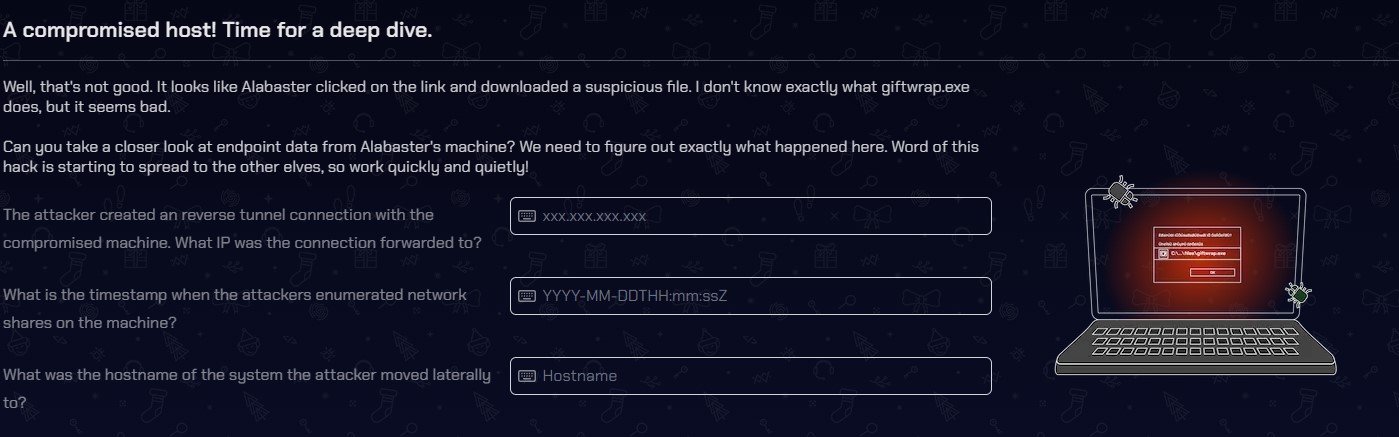 A compromised host! Time for a deep dive.
Well, that's not good. It looks like Alabaster clicked on the link and downloaded a suspicious file. I don't know exactly what giftwrap.exe
does, but it seems bad.
Can you take a closer look at endpoint data from Alabaster's machine? We need to figure out exactly what happened here. Word of this
hack is starting to spread to the other elves, so work quickly and quietly!
The attacker created an reverse tunnel connection with the
compromised machine. What IP was the connection forwarded to?
xxx.xxx.xxx.xxx
What is the timestamp when the attackers enumerated network
shares on the machine?
YYYY-MM-DDTHH:mm:ssZ
What was the hostname of the system the attacker moved laterally
to?
Hostname
C:\...\files\giftwrap.exe
OK